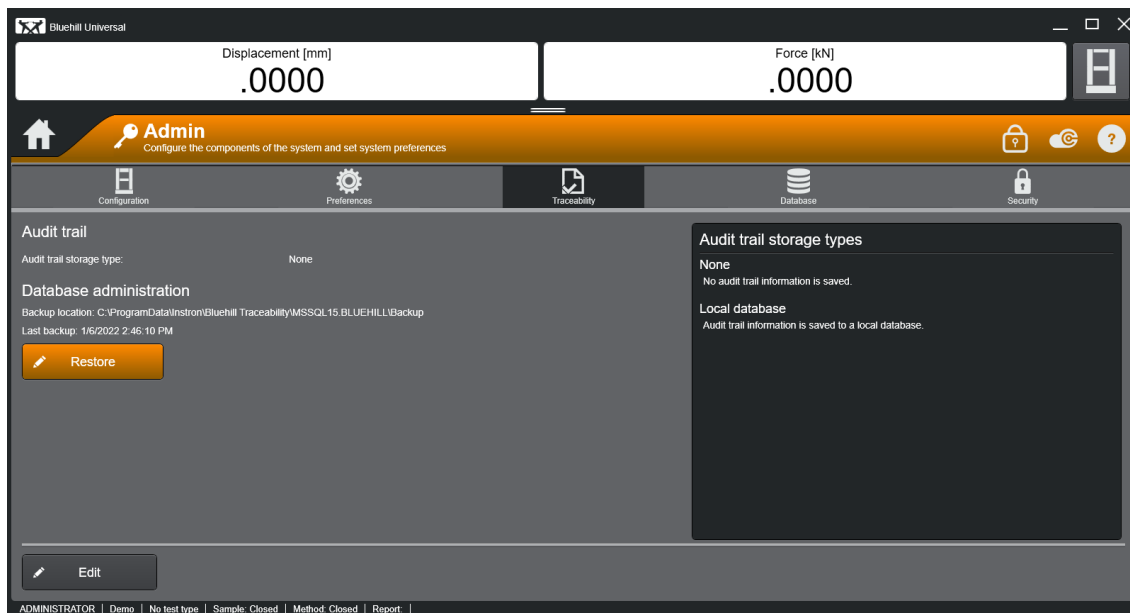 Bluehill Universal
Displacement [mm]
.0000
Force [kN]
.0000
Admin
Configure the components of the system and set system preferences
?
Configuration
Preferences
Traceability
Database
Security
Audit trail
Audit trail storage type: None
Database administration
Backup location: C:\ProgramData\Instron\Bluehill Traceability\MSSQL15.BLUEHILL\Backup
Last backup: 1/6/2022 2:46:10 PM
Restore
Audit trail storage types
None
No audit trail information is saved.
Local database
Audit trail information is saved to a local database.
Edit
ADMINISTRATOR | Demo | No test type | Sample: Closed | Method: Closed | Report: |